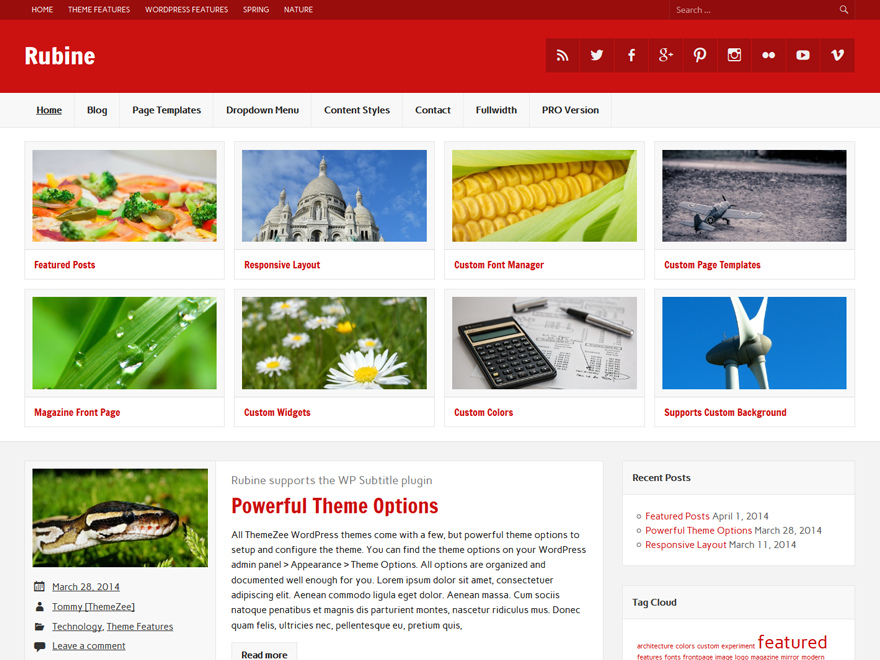 HOME THEME FEATURES WORDPRESS FEATURES SPRING NATURE Search ...
Rubine
Home Blog Page Templates Dropdown Menu Content Styles Contact Fullwidth PRO Version
Featured Posts
Responsive Layout
Custom Font Manager
Custom Page Templates
Magazine Front Page
Custom Widgets
Custom Colors
Supports Custom Background
March 28, 2014
Tommy [ThemeZee]
Technology, Theme Features
Leave a comment
Rubine supports the WP Subtitle plugin
Powerful Theme Options
All ThemeZee WordPress themes come with a few, but powerful theme options to
setup and configure the theme. You can find the theme options on your WordPress
admin panel > Appearance > Theme Options. All options are organized and
documented well enough for you. Lorem ipsum dolor sit amet, consectetuer
adipiscing elit. Aenean commodo ligula eget dolor. Aenean massa. Cum sociis
natoque penatibus et magnis dis parturient montes, nascetur ridiculus mus. Donec
quam felis, ultricies nec, pellentesque eu, pretium quis,
Read more
Recent Posts
Featured Posts April 1, 2014
Powerful Theme Options March 28, 2014
Responsive Layout March 11, 2014
Tag Cloud
architecture colors custom experiment featured
features fonts frontpage image logo magazine mirror modern